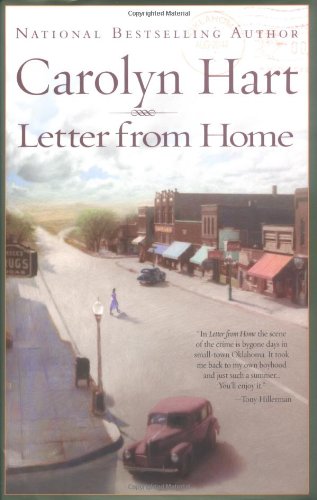 NATIONAL BESTSELLING AUTHOR
Carolyn Hart
Letter from Home
DRUGS
"In Letter from Home the scene
of the crime is bygone days in
small-town Oklahoma. It took
me back to my own boyhood
and just such a summer...
You'll enjoy it."
—Tony Hillerman